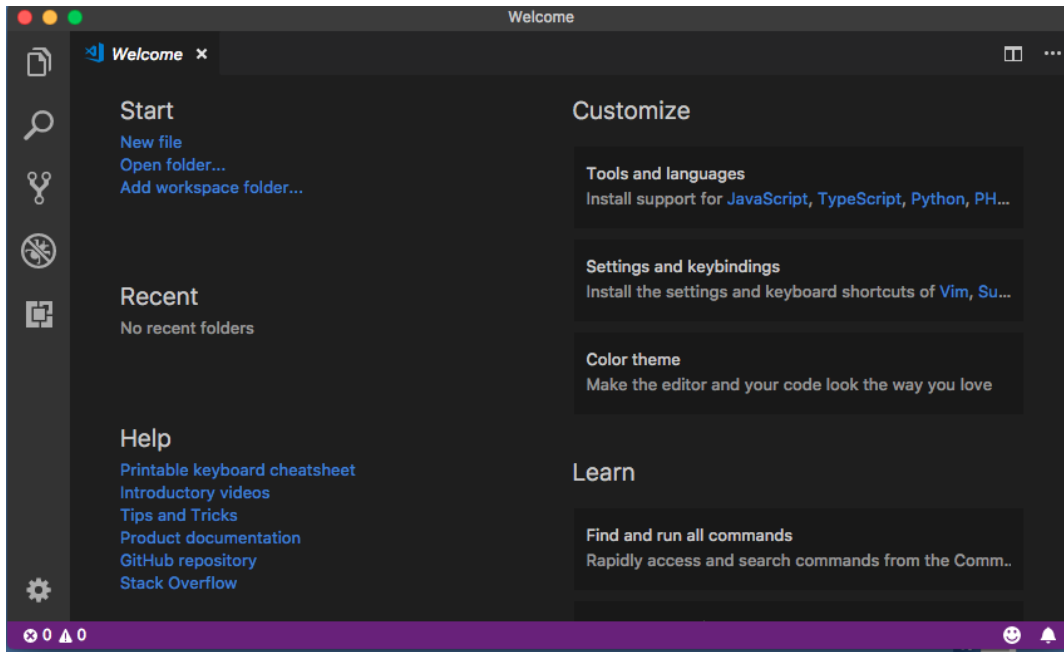 Welcome
Welcome ×
Start
New file
Open folder...
Add workspace folder...
Recent
No recent folders
Help
Printable keyboard cheatsheet
Introductory videos
Tips and Tricks
Product documentation
GitHub repository
Stack Overflow
Customize
Tools and languages
Install support for JavaScript, TypeScript, Python, PH...
Settings and keybindings
Install the settings and keyboard shortcuts of Vim, Su...
Color theme
Make the editor and your code look the way you love
Learn
Find and run all commands
Rapidly access and search commands from the Comm..
0 0